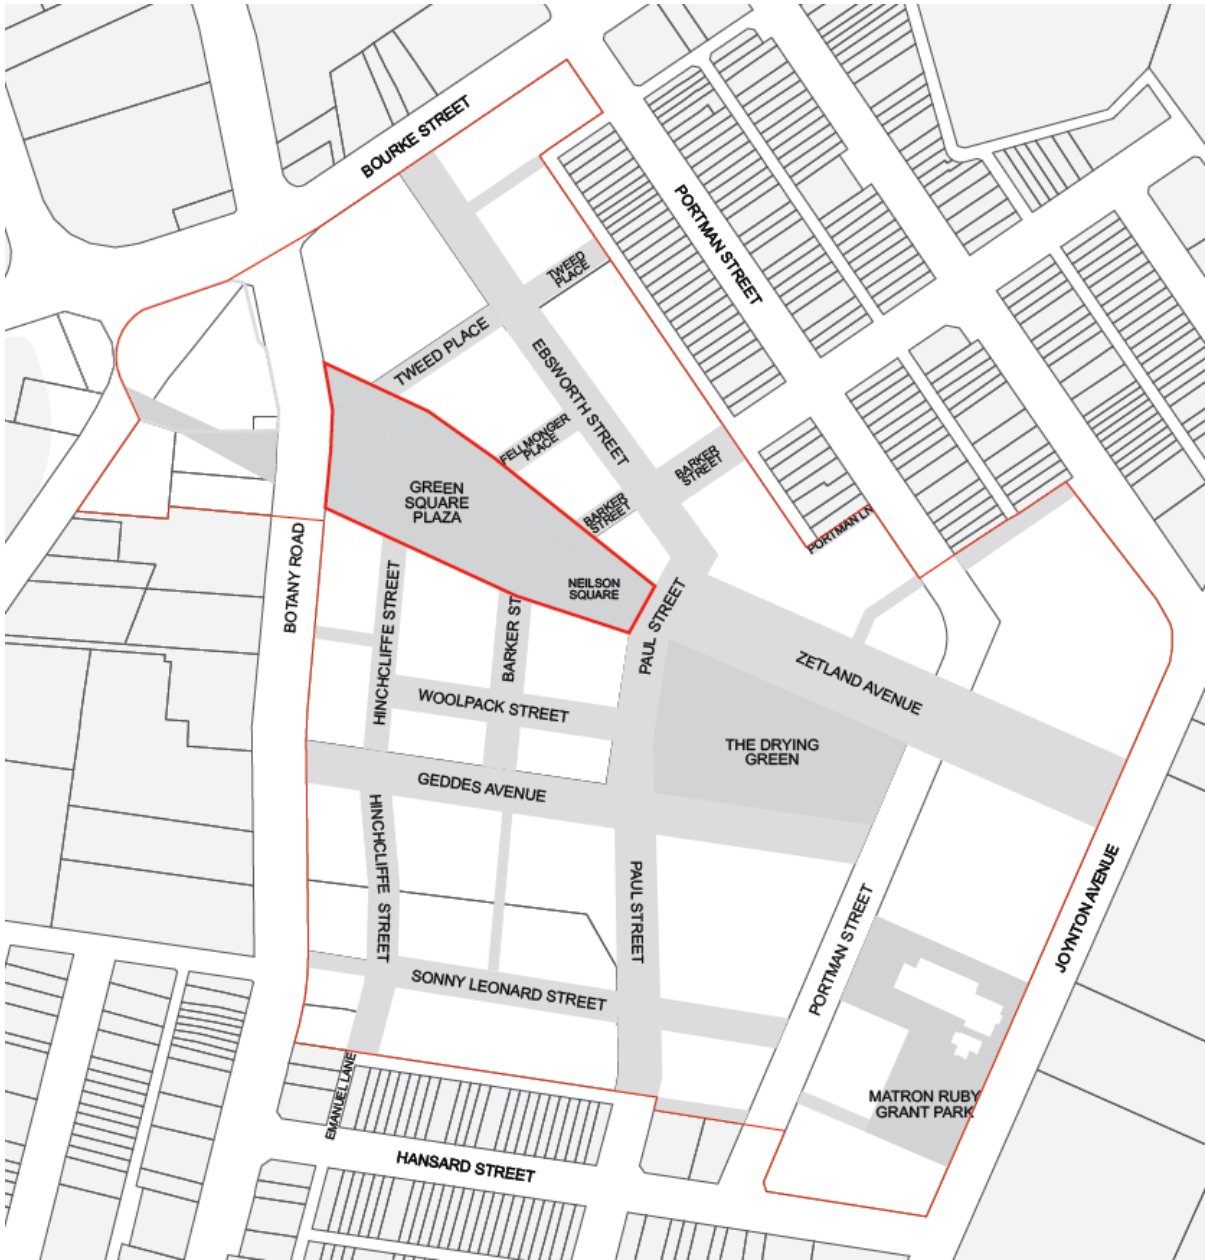 BOURKE STREET
PORTMAN STREET
TWEED
PLACE
TWEED PLACE
EBSWORTH STREET
FELLMONGER
PLACE
BARKER
STREET
BARKER
STREET
GREEN
SQUARE
PLAZA
PORTMAN LN
BOTANY ROAD
NEILSON
SQUARE
HINCHCLIFFE STREET
BARKER ST
PAUL STREET
ZETLAND AVENUE
WOOLPACK STREET
THE DRYING
GREEN
GEDDES AVENUE
HINCHCLIFFE STREET
PAUL STREET
JOYNTON AVENUE
PORTMAN STREET
SONNY LEONARD STREET
EMANUEL LANE
MATRON RUBY
GRANT PARK
HANSARD STREET